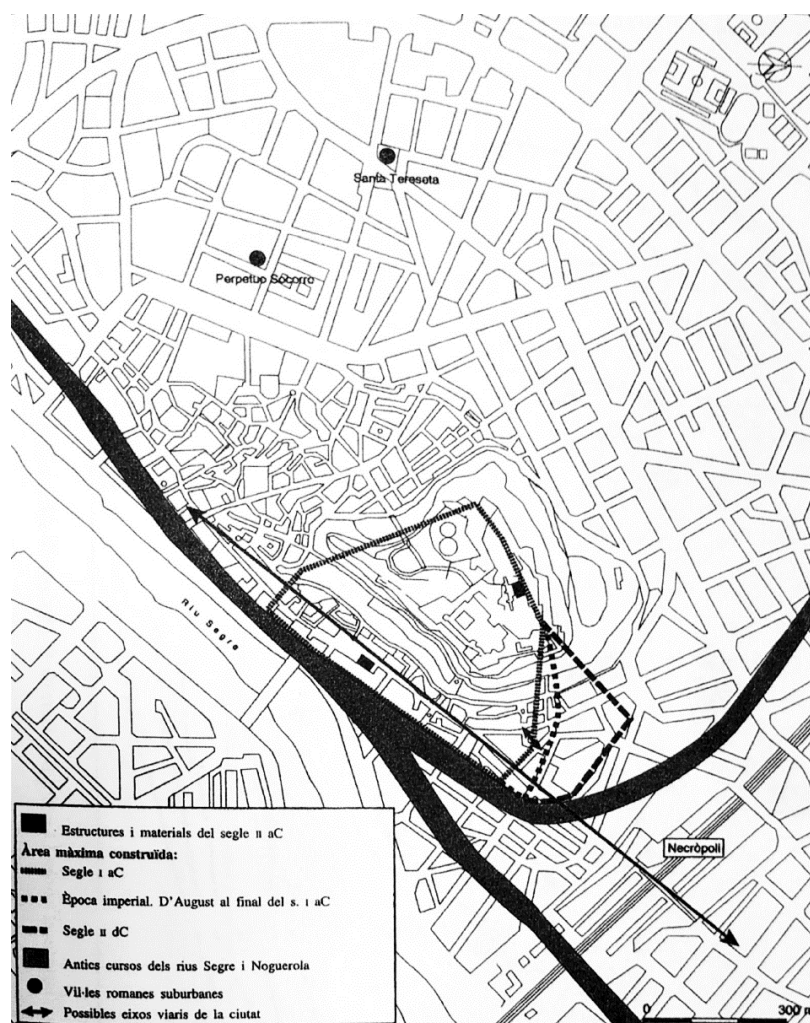 Santa Tereseta
Perpetuo Socorro
Riu Segre
Necròpoli
Estructures i materials del segle II aC
Àrea màxima construïda:
Segle I aC
Època imperial. D'August al final del s. I aC
Segle II dC
Antics cursos dels rius Segre i Noguerola
Vil·les romanes suburbanes
Possibles eixos viaris de la ciutat
0 300 m